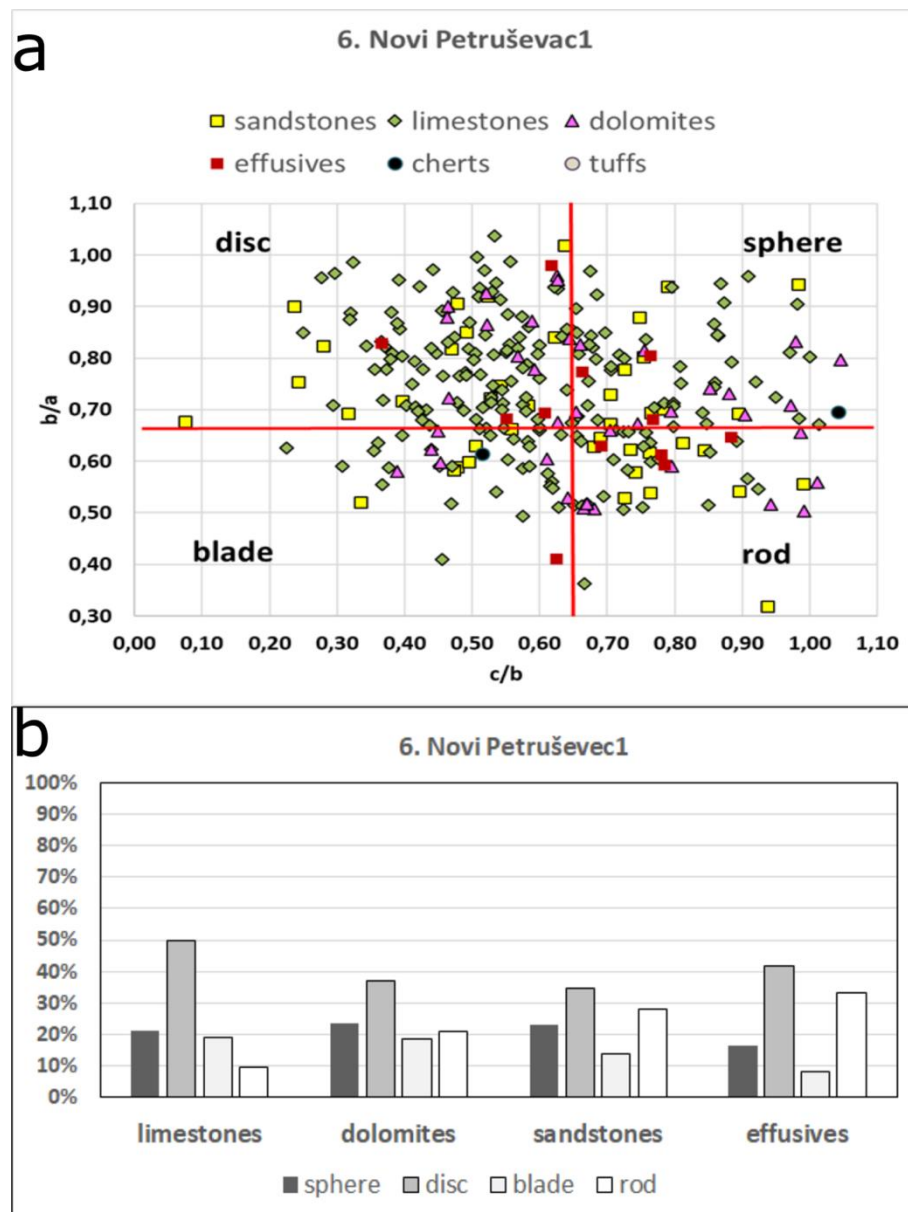 a
6. Novi Petruševac1
sandstones limestones dolomites
effusives cherts tuffs
1,10
1,00
0,90
0,80
0,70
0,60
0,50
0,40
0,30
b/a
disc
sphere
blade
rod
0,00 0,10 0,20 0,30 0,40 0,50 0,60 0,70 0,80 0,90 1,00 1,10
c/b
b
6. Novi Petruševec1
100%
90%
80%
70%
60%
50%
40%
30%
20%
10%
0%
limestones dolomites sandstones effusives
sphere disc blade rod